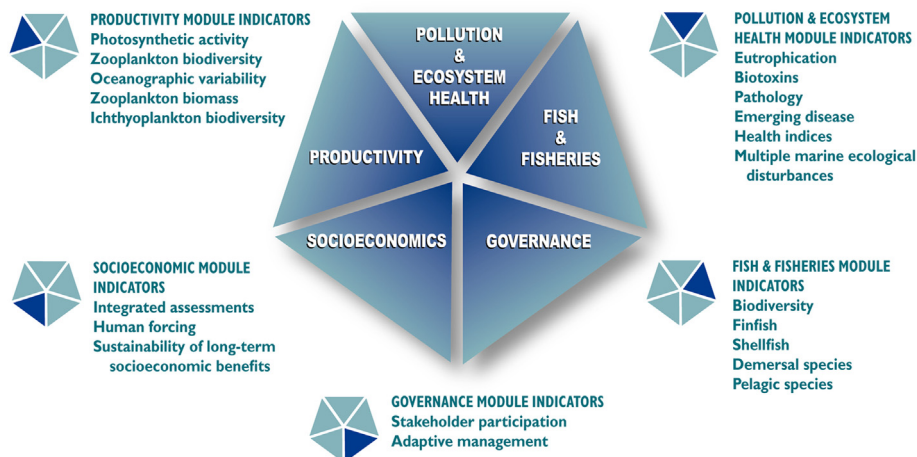 PRODUCTIVITY MODULE INDICATORS
Photosynthetic activity
Zooplankton biodiversity
Oceanographic variability
Zooplankton biomass
Ichthyoplankton biodiversity
POLLUTION
&
ECOSYSTEM
HEALTH
FISH
&
FISHERIES
PRODUCTIVITY
SOCIOECONOMICS
GOVERNANCE
POLLUTION & ECOSYSTEM
HEALTH MODULE INDICATORS
Eutrophication
Biotoxins
Pathology
Emerging disease
Health indices
Multiple marine ecological
disturbances
SOCIOECONOMIC MODULE
INDICATORS
Integrated assessments
Human forcing
Sustainability of long-term
socioeconomic benefits
FISH & FISHERIES MODULE
INDICATORS
Biodiversity
Finfish
Shellfish
Demersal species
Pelagic species
GOVERNANCE MODULE INDICATORS
Stakeholder participation
Adaptive management